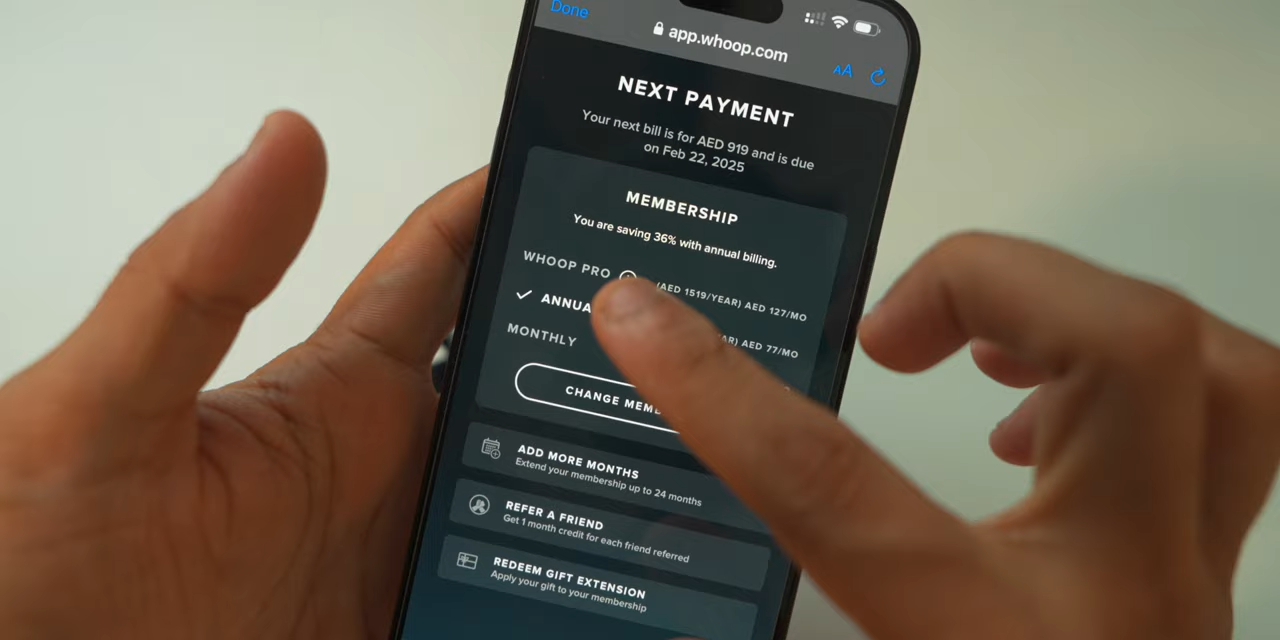 Done
app.whoop.com
AA
NEXT PAYMENT
Your next bill is for AED 919 and is due
on Feb 22, 2025
MEMBERSHIP
You are saving 36% with annual billing.
WHOOP PRO (AED 1519/YEAR) AED 127/MO
ANNUA AR) AED 77/MO
MONTHLY
CHANGE MEMB
ADD MORE MONTHS
Extend your membership up to 24 months
REFER A FRIEND
Get 1 month credit for each friend referred
REDEEM GIFT EXTENSION
Apply your gift to your membership